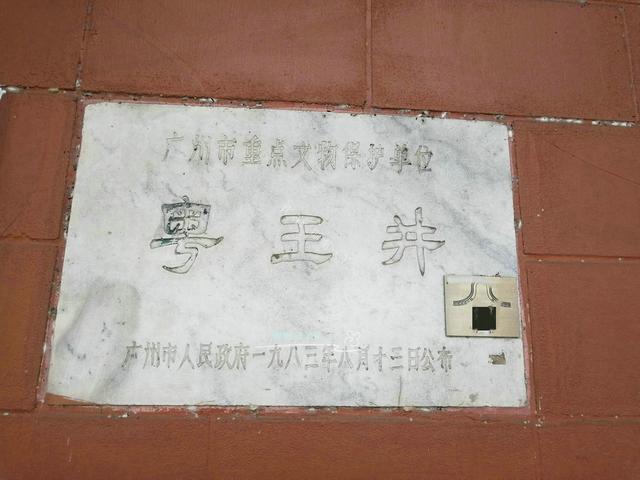 广州市重点文物保护单位
粤王井
广州市人民政府一九八三年八月十三日公布